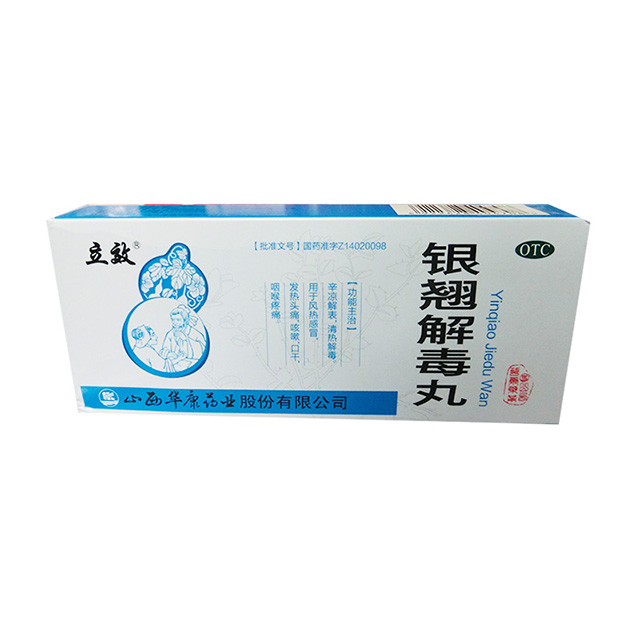 立效®
【批准文号】国药准字Z14020098
OTC
银翘解毒丸
Yinqiao Jiedu Wan
【功能主治】
辛凉解表，清热解毒。
用于风热感冒，
发热头痛、咳嗽、口干、
咽喉疼痛
山西华康药业股份有限公司